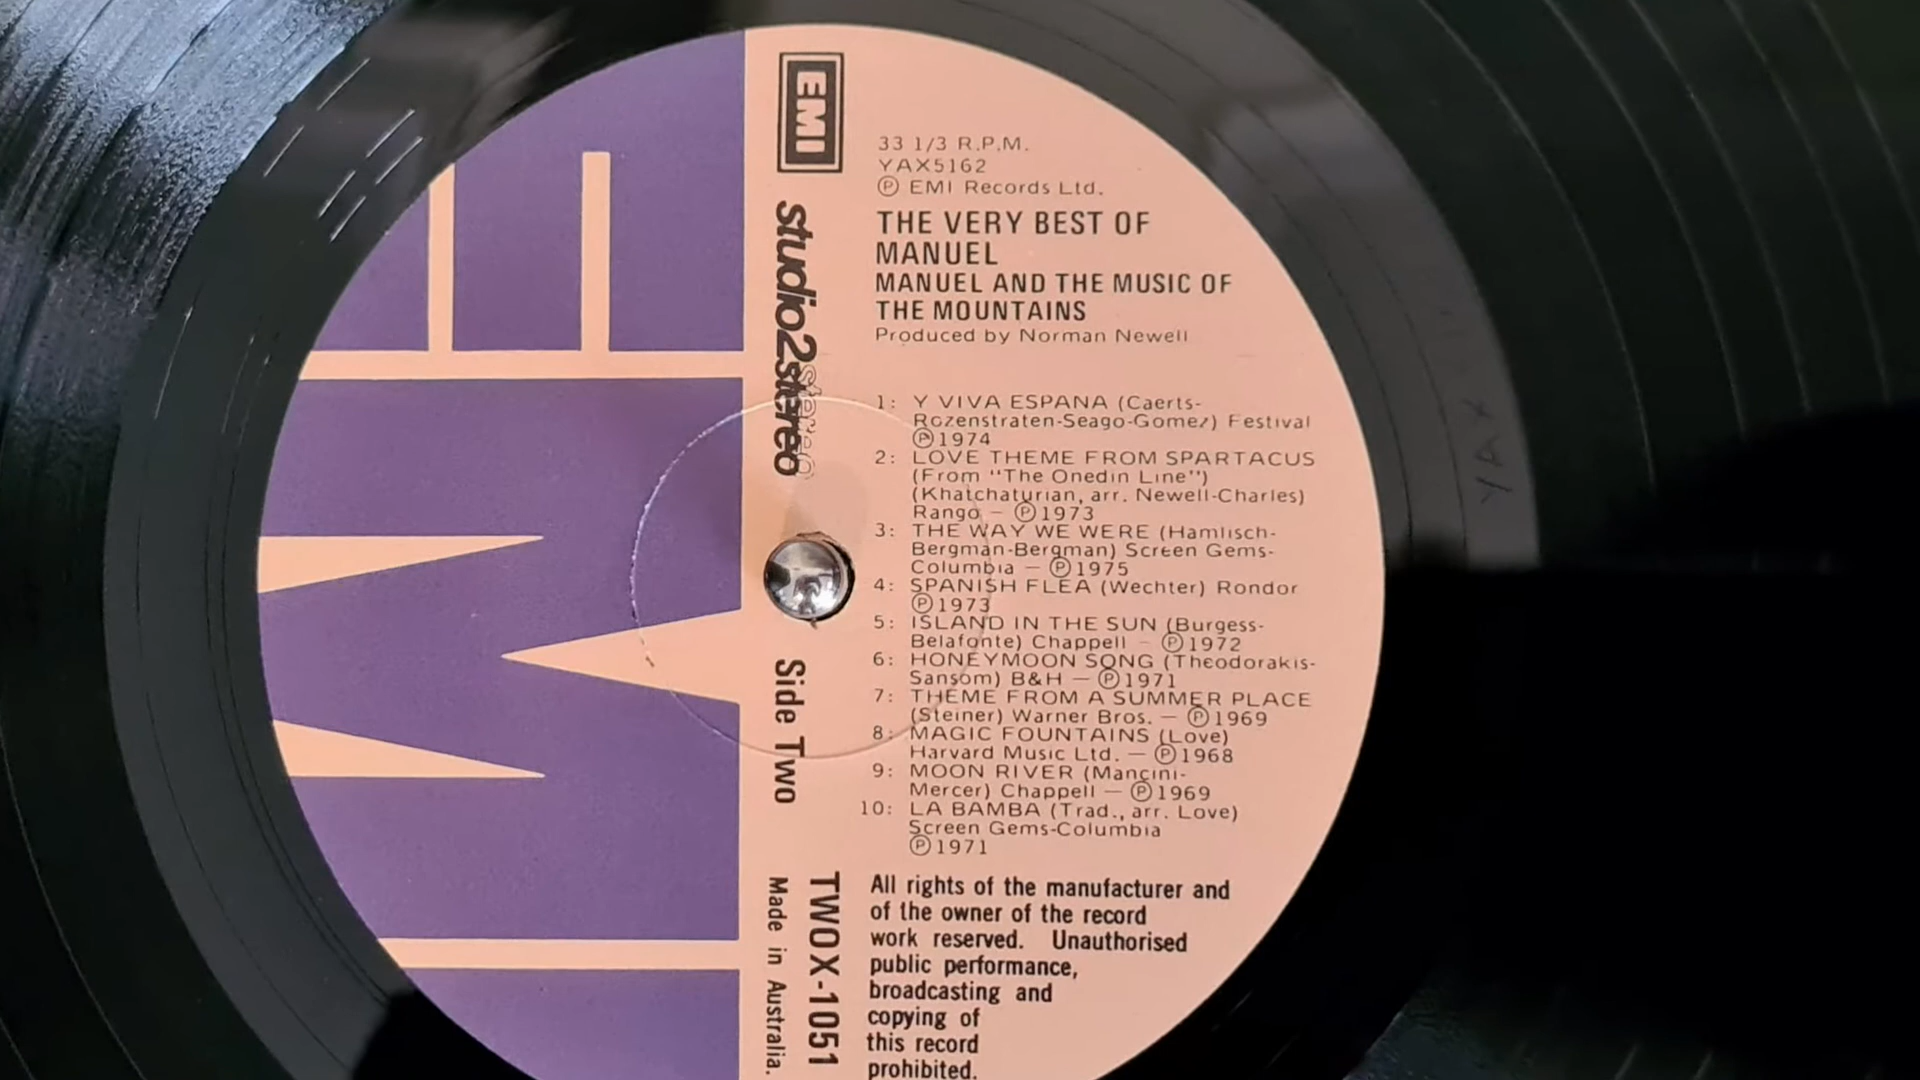 EMI
studio2stereo
stereo
33 1/3 R.P.M.
YAX5162
Ⓟ EMI Records Ltd.
THE VERY BEST OF
MANUEL
MANUEL AND THE MUSIC OF
THE MOUNTAINS
Produced by Norman Newell
1: Y VIVA ESPANA (Caerts-
Rozenstraten-Seago-Gomez) Festival
Ⓟ1974
2: LOVE THEME FROM SPARTACUS
(From "The Onedin Line")
(Khatchaturian, arr. Newell-Charles)
Rango – Ⓟ1973
3: THE WAY WE WERE (Hamlisch-
Bergman-Bergman) Screen Gems-
Columbia – Ⓟ1975
4: SPANISH FLEA (Wechter) Rondor
Ⓟ1973
5: ISLAND IN THE SUN (Burgess-
Belafonte) Chappell – Ⓟ1972
6: HONEYMOON SONG (Theodorakis-
Sansom) B&H – Ⓟ1971
7: THEME FROM A SUMMER PLACE
(Steiner) Warner Bros. – Ⓟ1969
8: MAGIC FOUNTAINS (Love)
Harvard Music Ltd. – Ⓟ1968
9: MOON RIVER (Mancini-
Mercer) Chappell – Ⓟ1969
10: LA BAMBA (Trad., arr. Love)
Screen Gems-Columbia
Ⓟ1971
Side Two
TWOX-1051
Made in Australia.
All rights of the manufacturer and
of the owner of the record
work reserved. Unauthorised
public performance,
broadcasting and
copying of
this record
prohibited.